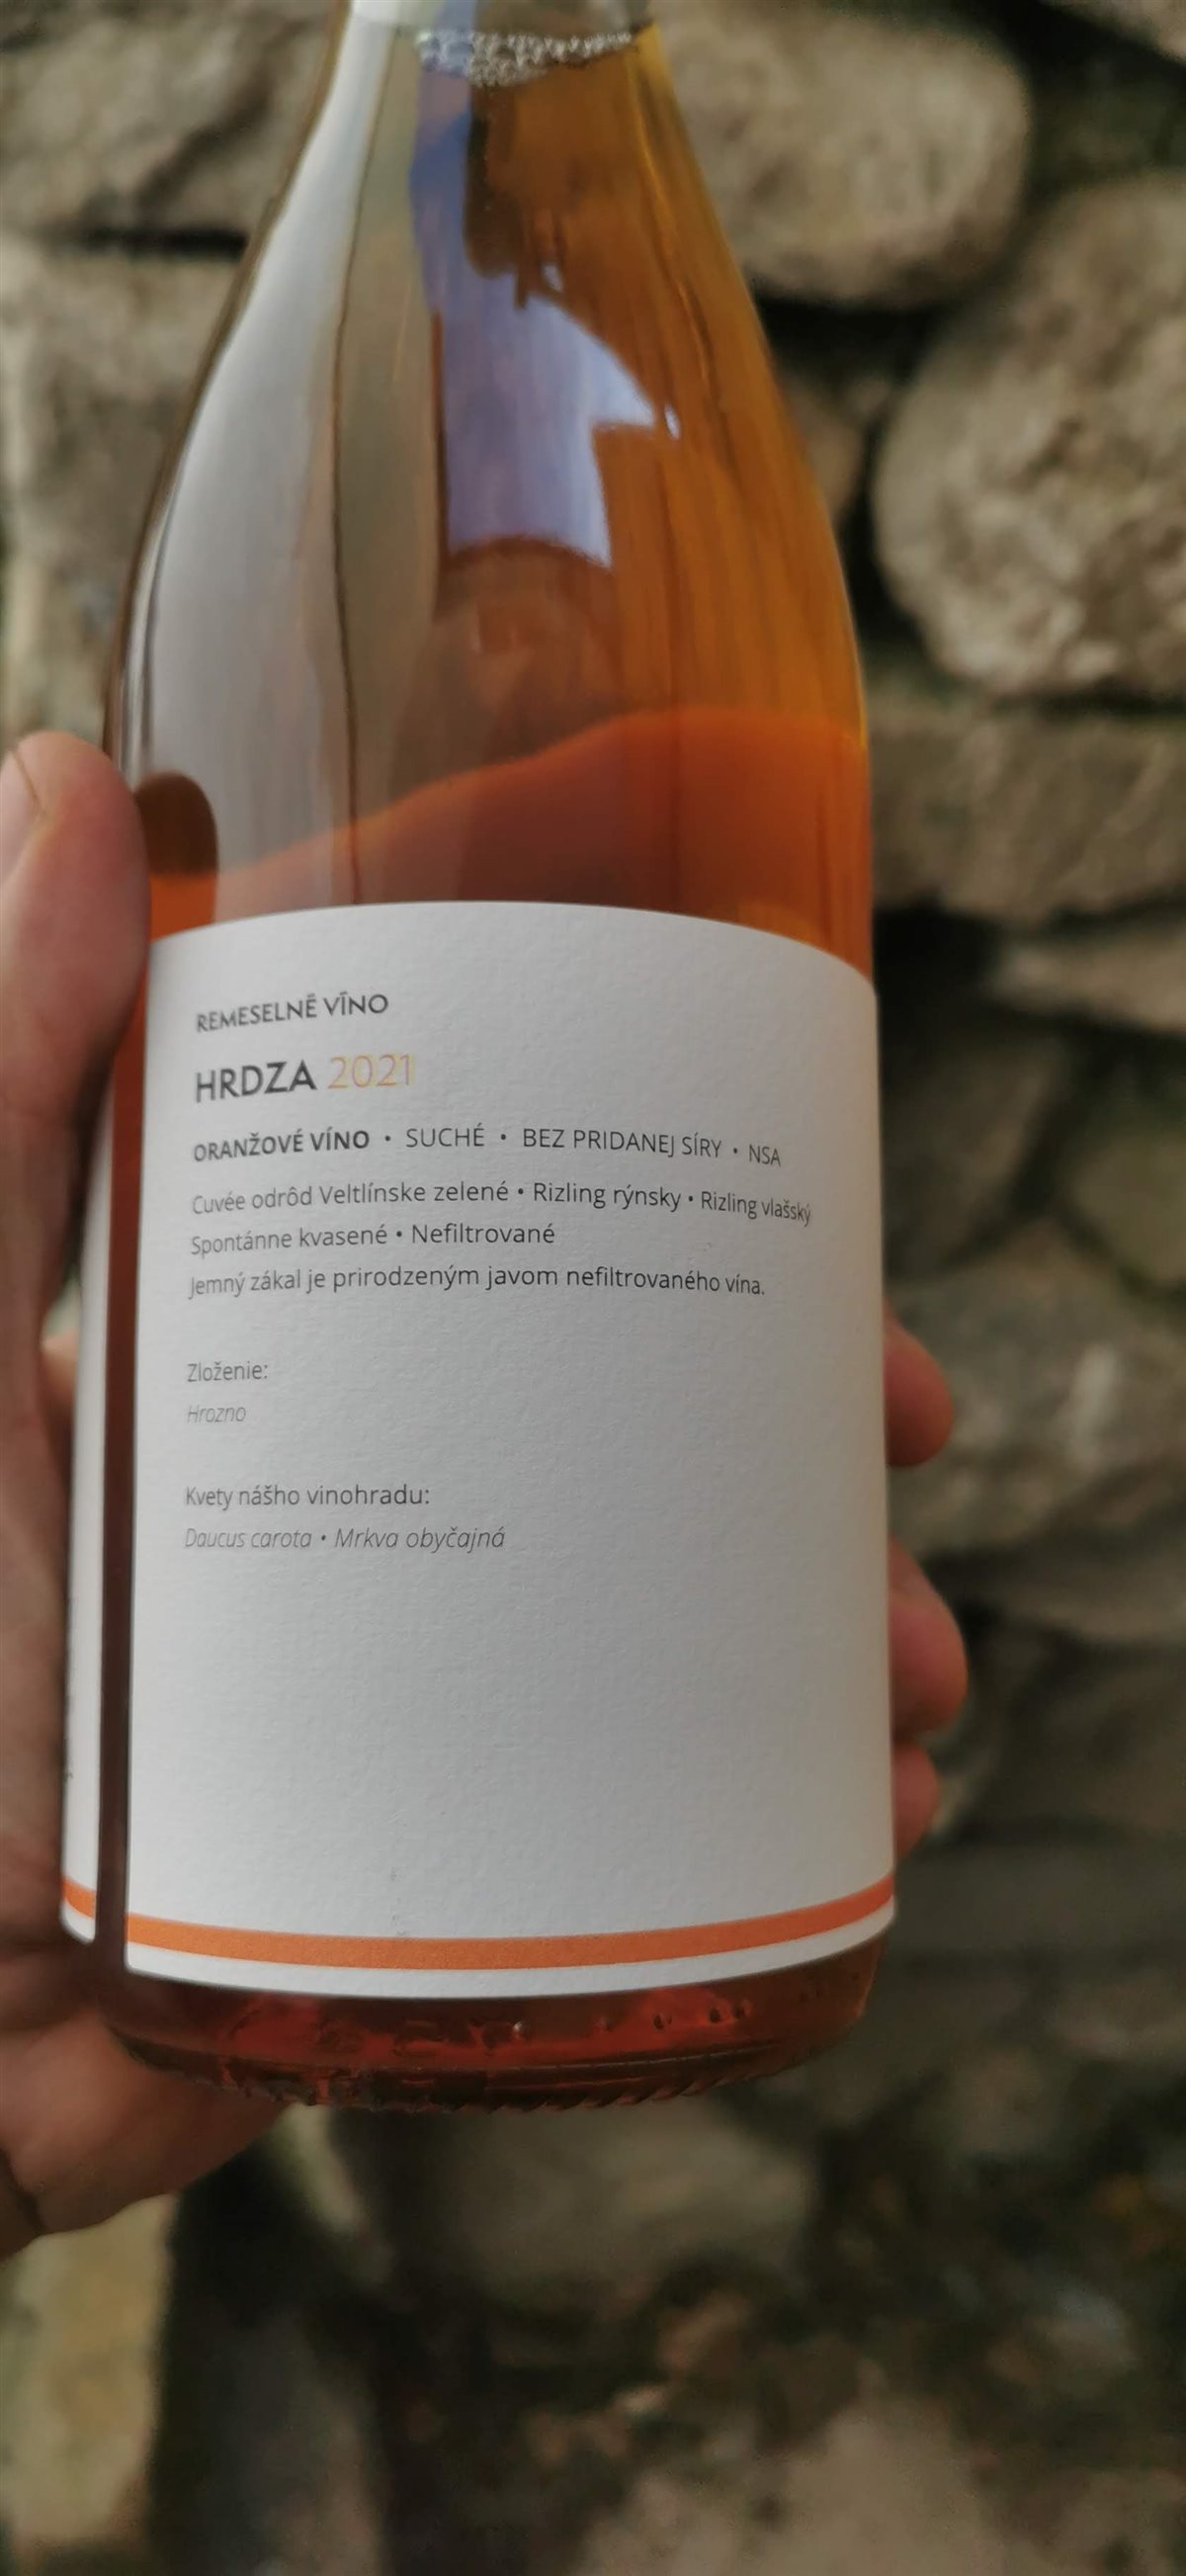 REMESELNÉ VÍNO
HRDZA 2021
ORANŽOVÉ VÍNO • SUCHÉ • BEZ PRIDANEJ SÍRY • NSA
Cuvée odrôd Veltlínske zelené • Rizling rýnsky • Rizling vlašský
Spontánne kvasené • Nefiltrované
Jemný zákal je prirodzeným javom nefiltrovaného vína.
Zloženie:
Hrozno
Kvety nášho vinohradu:
Daucus carota • Mrkva obyčajná